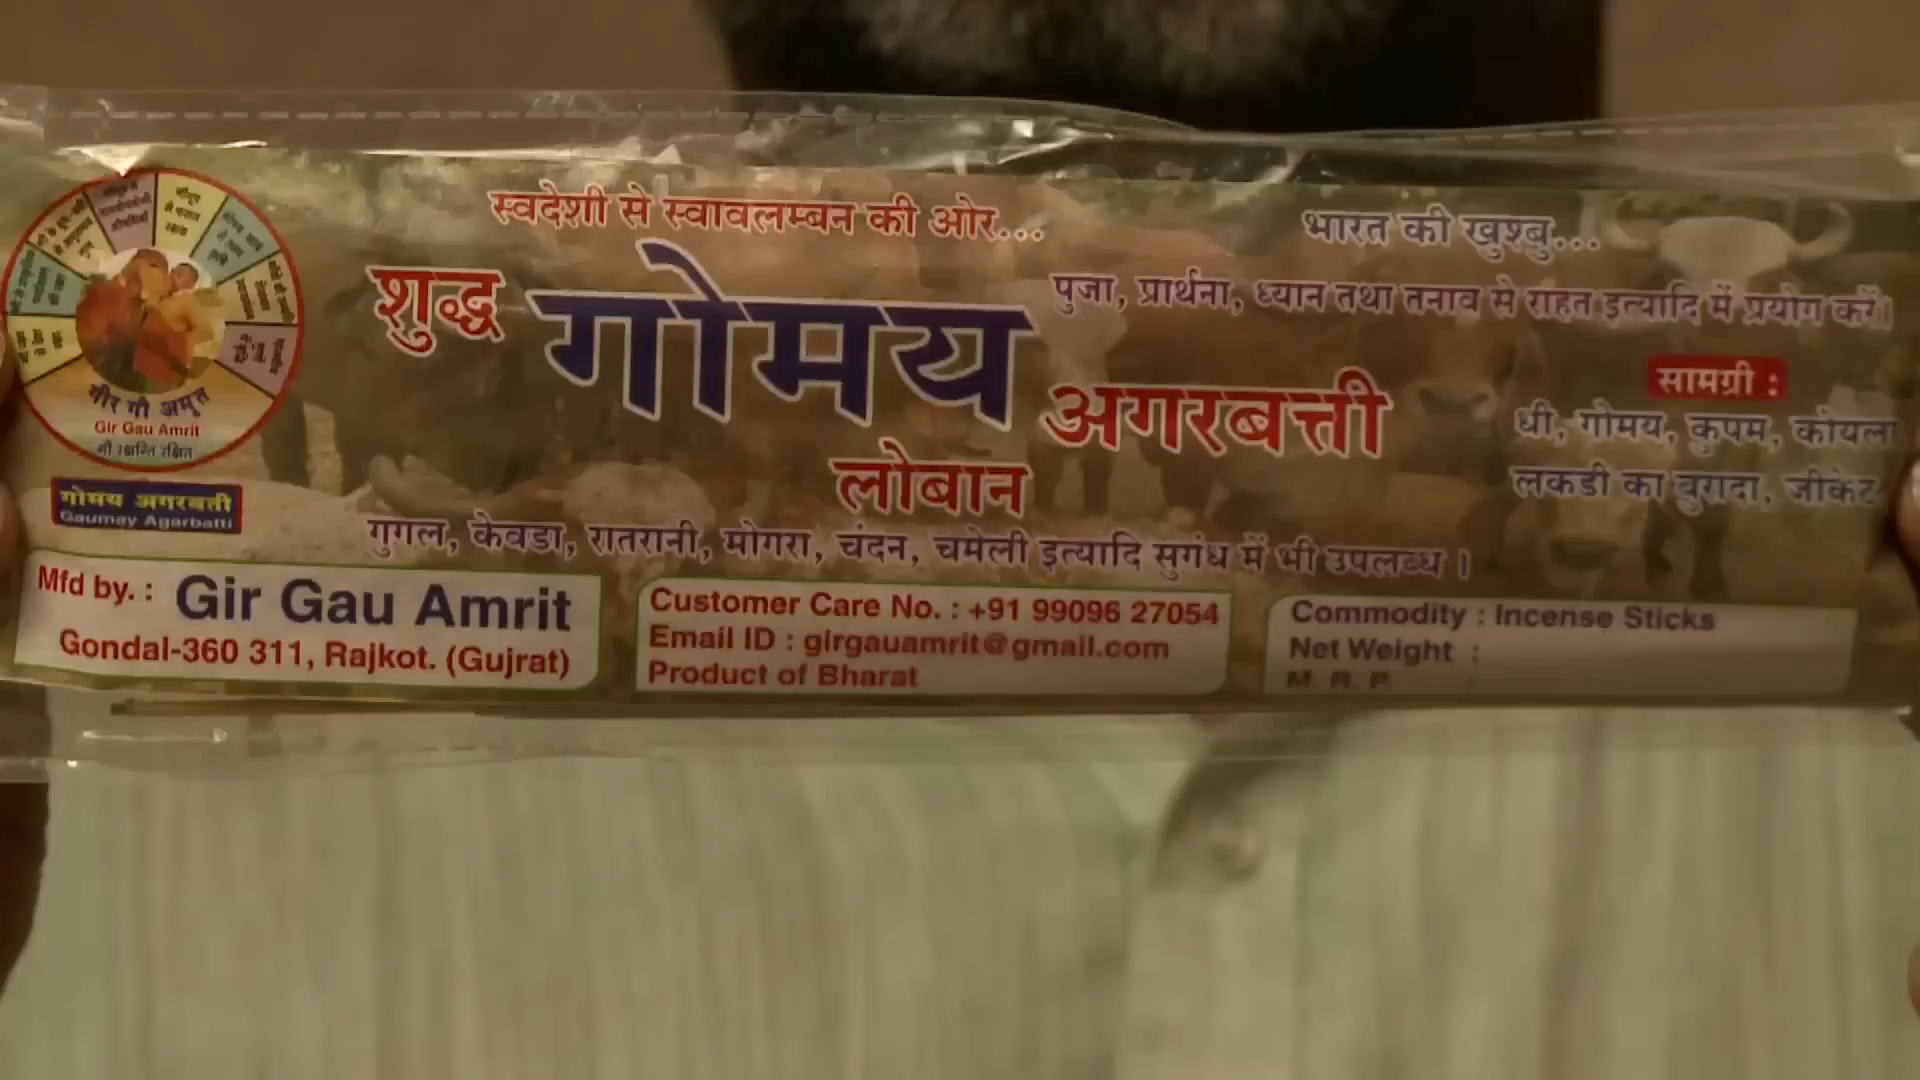 स्वदेशी से स्वावलम्बन की ओर...
भारत की खुश्बु...
शुद्ध गोमय अगरबत्ती
लोबान
पुजा, प्रार्थना, ध्यान तथा तनाव से राहत इत्यादि में प्रयोग करें।
सामग्री :
धी, गोमय, कुपम, कोयला
लकडी का बुरादा, जीकेट
गुगल, केवडा, रातरानी, मोगरा, चंदन, चमेली इत्यादि सुगंध में भी उपलब्ध ।
गीर गौ अमृत
Gir Gau Amrit
गौ रक्षन्ति रक्षित
गोमय अगरबती
Gaumay Agarbatti
Mfd by. : Gir Gau Amrit
Gondal-360 311, Rajkot. (Gujrat)
Customer Care No. : +91 99096 27054
Email ID : girgauamrit@gmail.com
Product of Bharat
Commodity : Incense Sticks
Net Weight :
M. R. P. :